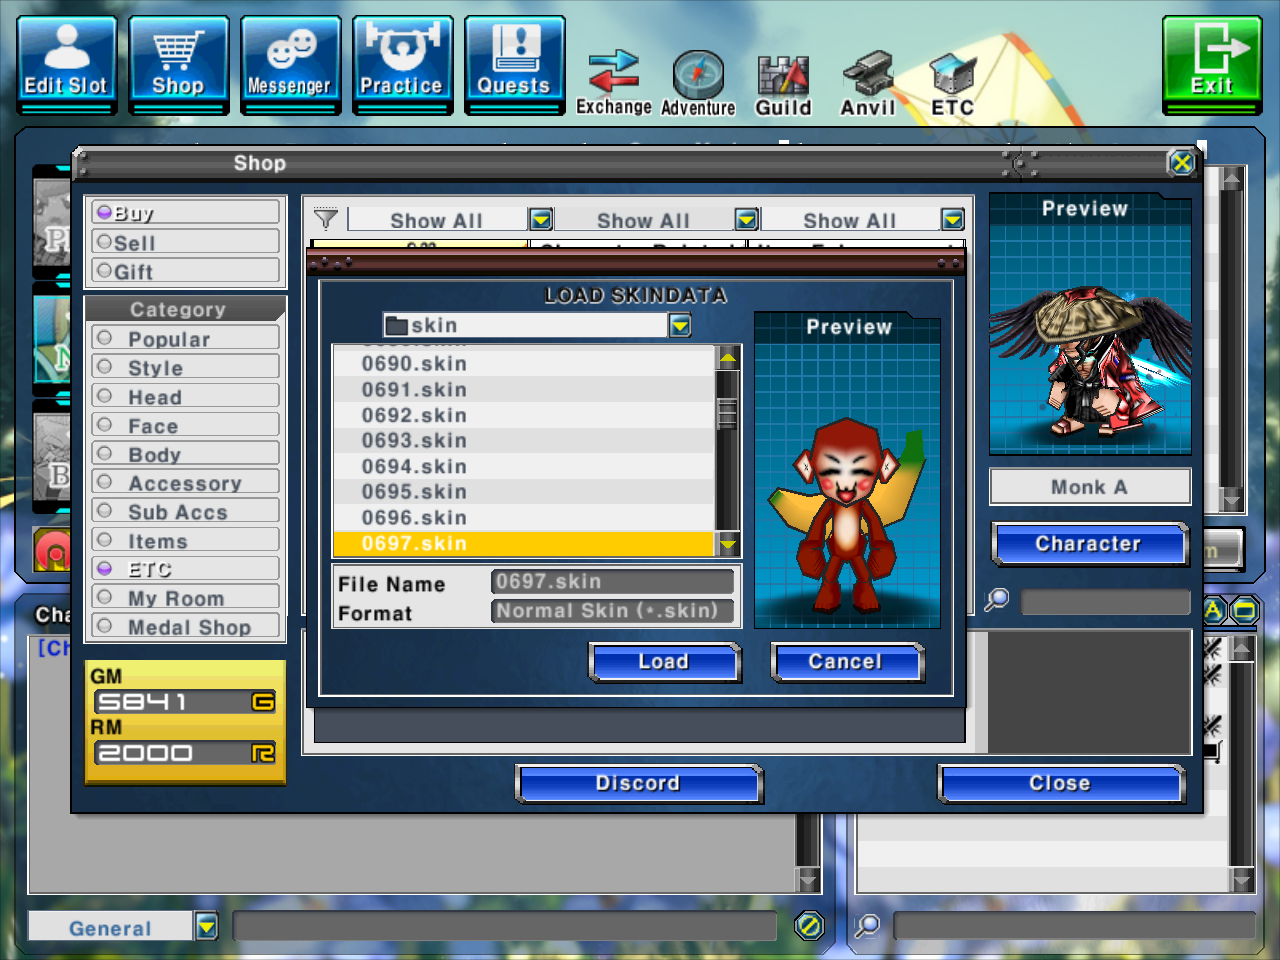 Edit Slot
Shop
Messenger
Practice
Quests
Exchange
Adventure
Guild
Anvil
ETC
Exit
Shop
Buy
Sell
Gift
Category
Popular
Style
Head
Face
Body
Accessory
Sub Accs
Items
ETC
My Room
Medal Shop
GM
5841 G
RM
2000 R
Show All
Show All
Show All
LOAD SKINDATA
skin
0690.skin
0691.skin
0692.skin
0693.skin
0694.skin
0695.skin
0696.skin
0697.skin
File Name
0697.skin
Format
Normal Skin (*.skin)
Preview
Load
Cancel
Preview
Monk A
Character
Discord
Close
Cha
[Ch
A
General